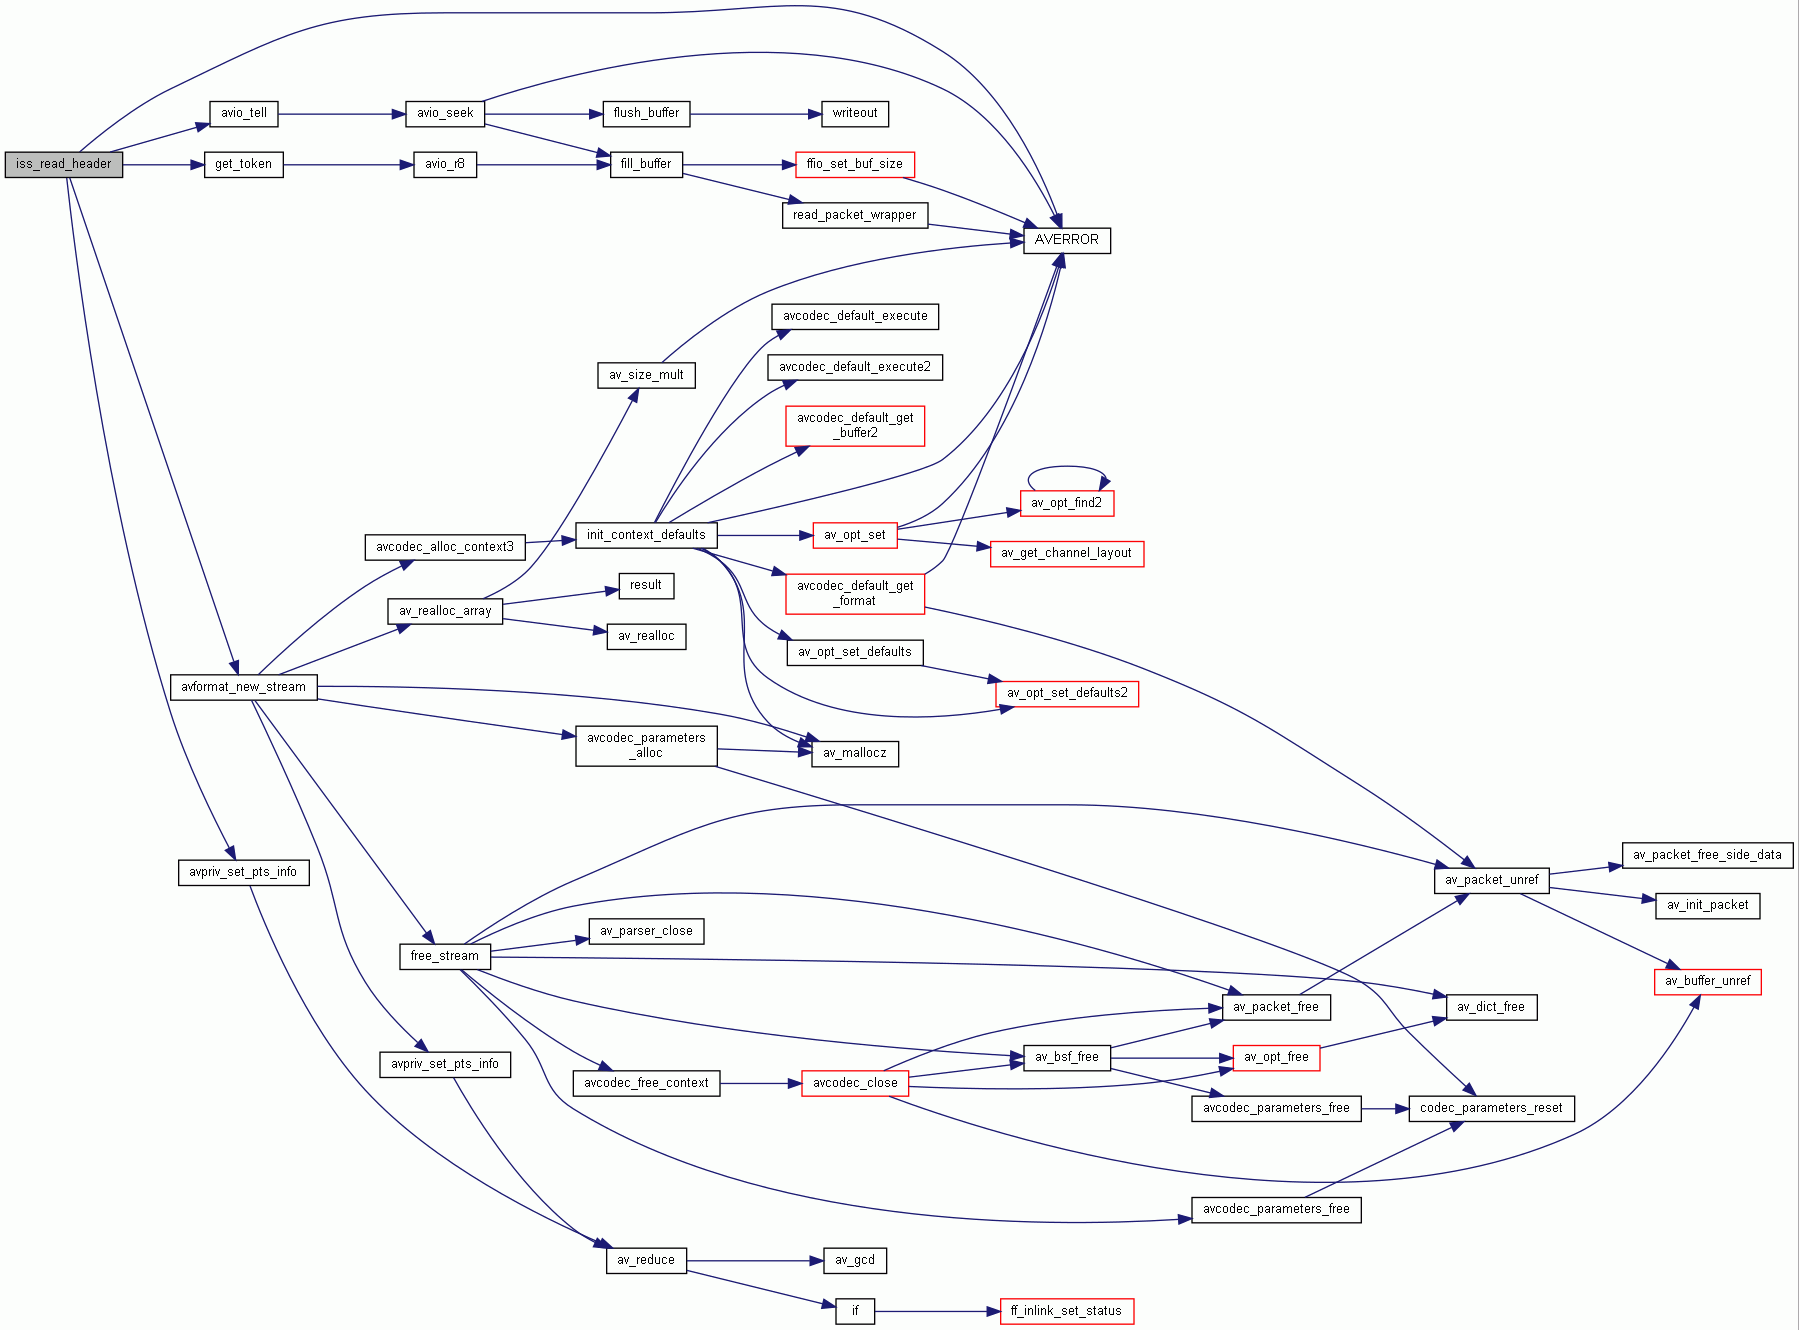 iss_read_header
avio_tell
avio_seek
flush_buffer
writeout
get_token
avio_r8
fill_buffer
ffio_set_buf_size
read_packet_wrapper
AVERROR
avcodec_default_execute
av_size_mult
avcodec_default_execute2
avcodec_default_get
_buffer2
av_opt_find2
avcodec_alloc_context3
init_context_defaults
av_opt_set
av_get_channel_layout
avcodec_default_get
_format
result
av_realloc_array
av_realloc
av_opt_set_defaults
av_opt_set_defaults2
avformat_new_stream
avcodec_parameters
_alloc
av_mallocz
avpriv_set_pts_info
av_packet_unref
av_packet_free_side_data
av_init_packet
av_parser_close
free_stream
av_buffer_unref
av_packet_free
av_dict_free
avpriv_set_pts_info
av_bsf_free
av_opt_free
avcodec_free_context
avcodec_close
avcodec_parameters_free
codec_parameters_reset
avcodec_parameters_free
av_reduce
av_gcd
if
ff_inlink_set_status